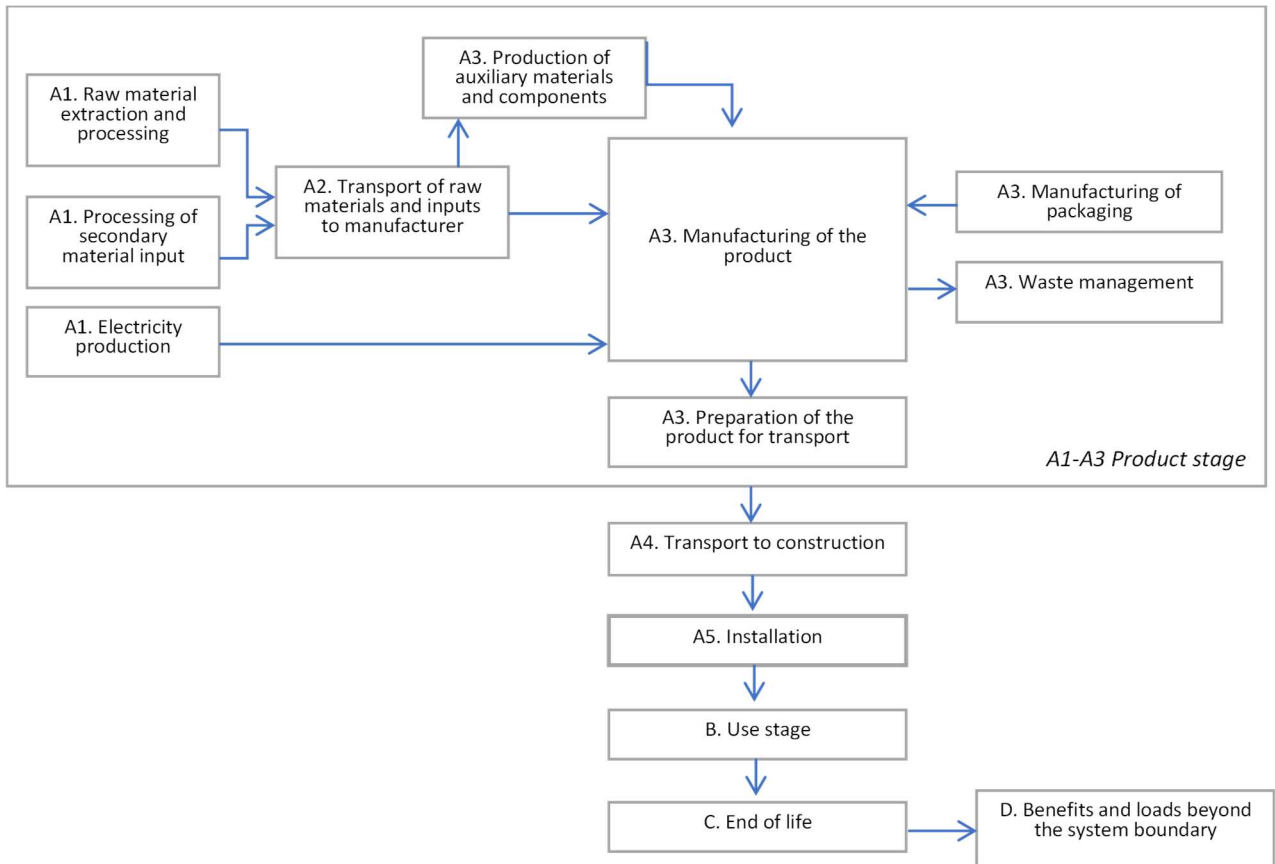 A3. Production of
auxiliary materials
and components
A1. Raw material
extraction and
processing
A2. Transport of raw
materials and inputs
to manufacturer
A1. Processing of
secondary
material input
A1. Electricity
production
A3. Manufacturing of the
product
A3. Manufacturing of
packaging
A3. Waste management
A3. Preparation of the
product for transport
A1-A3 Product stage
A4. Transport to construction
A5. Installation
B. Use stage
C. End of life
D. Benefits and loads beyond
the system boundary